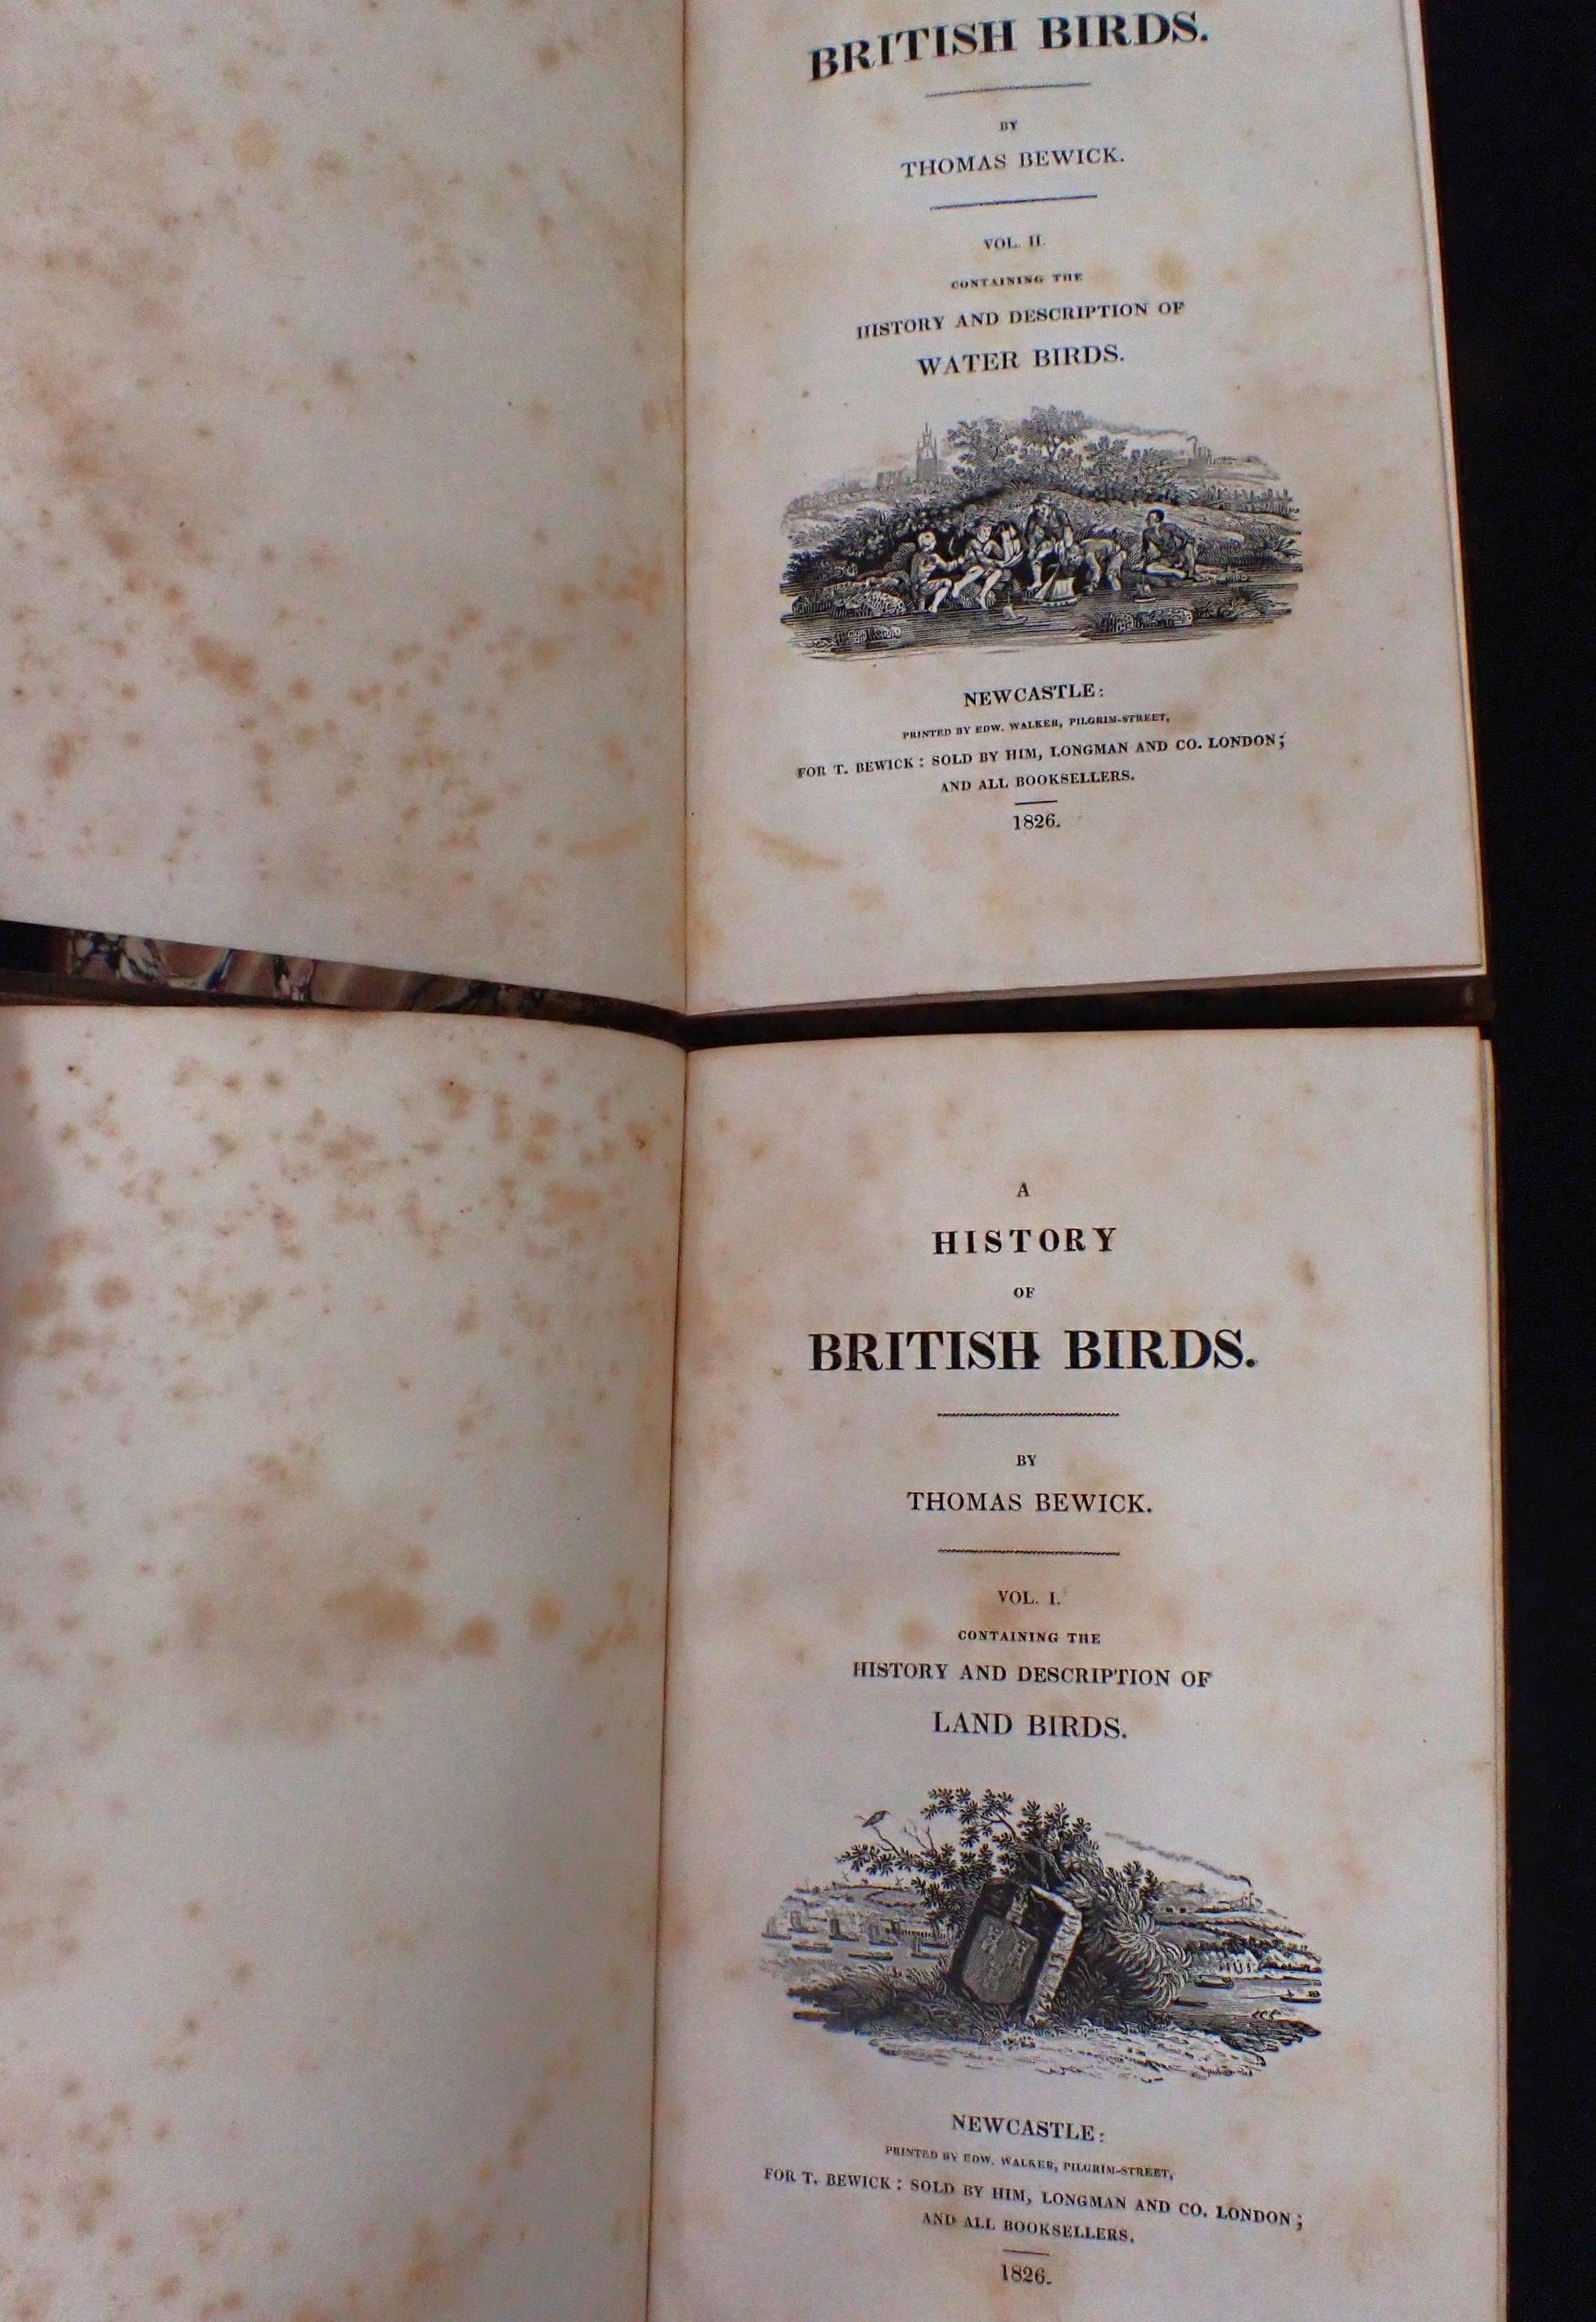 BRITISH BIRDS.
BY
THOMAS BEWICK.
VOL. II.
CONTAINING THE
HISTORY AND DESCRIPTION OF
WATER BIRDS.
NEWCASTLE:
PRINTED BY EDW. WALKER, PILGRIM-STREET,
FOR T. BEWICK: SOLD BY HIM, LONGMAN AND CO. LONDON;
AND ALL BOOKSELLERS.
1826.
A
HISTORY
OF
BRITISH BIRDS.
BY
THOMAS BEWICK.
VOL. I.
CONTAINING THE
HISTORY AND DESCRIPTION OF
LAND BIRDS.
NEWCASTLE:
PRINTED BY EDW. WALKER, PILGRIM-STREET,
FOR T. BEWICK: SOLD BY HIM, LONGMAN AND CO. LONDON;
AND ALL BOOKSELLERS.
1826.